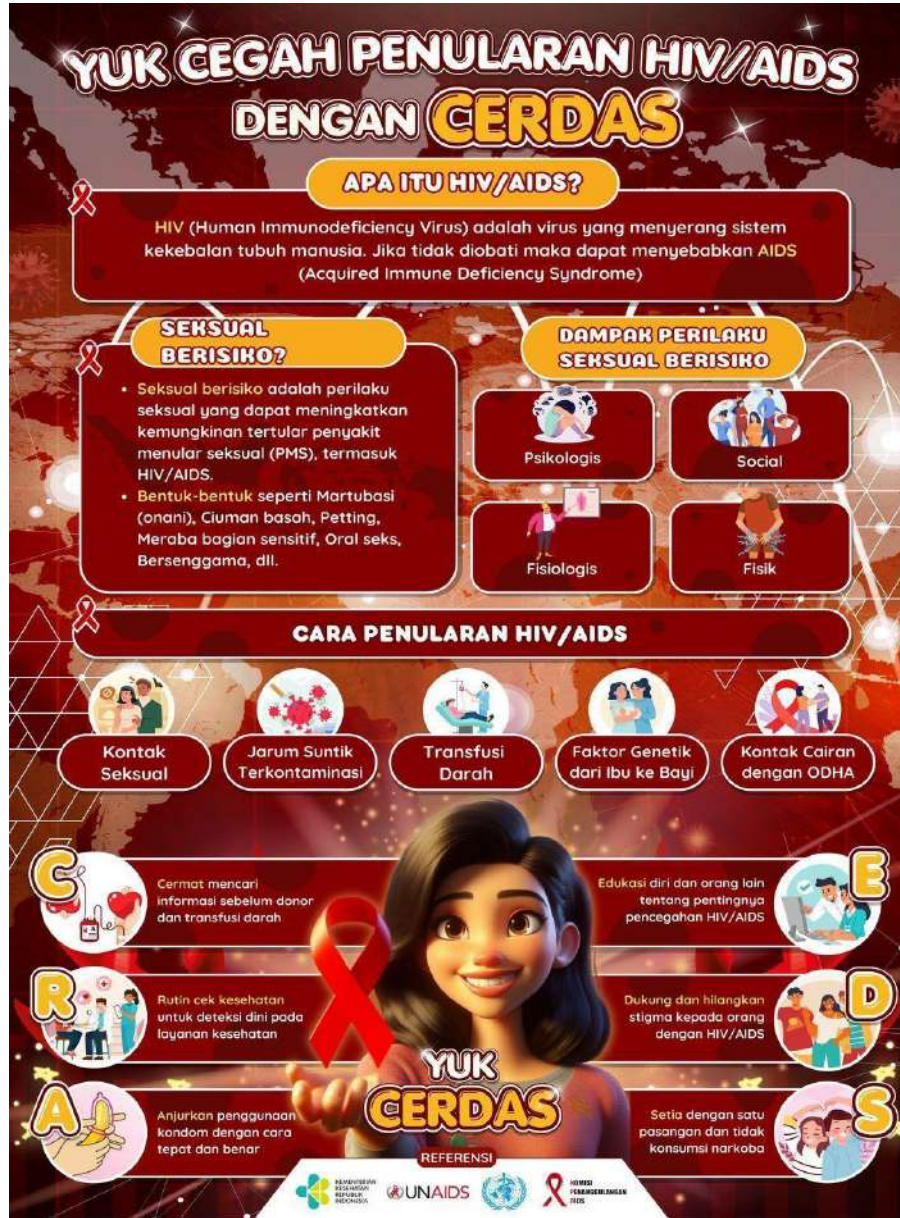 YUK CEGAH PENULARAN HIV/AIDS
DENGAN CERDAS
APA ITU HIV/AIDS?
HIV (Human Immunodeficiency Virus) adalah virus yang menyerang sistem
kekebalan tubuh manusia. Jika tidak diobati maka dapat menyebabkan AIDS
(Acquired Immune Deficiency Syndrome)
SEKSUAL
BERISIKO?
• Seksual berisiko adalah perilaku
seksual yang dapat meningkatkan
kemungkinan tertular penyakit
menular seksual (PMS), termasuk
HIV/AIDS.
• Bentuk-bentuk seperti Martubasi
(onani), Ciuman basah, Petting,
Meraba bagian sensitif, Oral seks,
Bersenggama, dll.
DAMPAK PERILAKU
SEKSUAL BERISIKO
Psikologis
Social
Fisiologis
Fisik
CARA PENULARAN HIV/AIDS
Kontak
Seksual
Jarum Suntik
Terkontaminasi
Transfusi
Darah
Faktor Genetik
dari Ibu ke Bayi
Kontak Cairan
dengan ODHA
C
Cermat mencari
informasi sebelum donor
dan transfusi darah
E
Edukasi diri dan orang lain
tentang pentingnya
pencegahan HIV/AIDS
R
Rutin cek kesehatan
untuk deteksi dini pada
layanan kesehatan
D
Dukung dan hilangkan
stigma kepada orang
dengan HIV/AIDS
A
Anjurkan penggunaan
kondom dengan cara
tepat dan benar
S
Setia dengan satu
pasangan dan tidak
konsumsi narkoba
YUK
CERDAS
REFERENSI
KEMENTERIAN
KESEHATAN
REPUBLIK
INDONESIA
UNAIDS
KOMISI
PENANGGULANGAN
AIDS